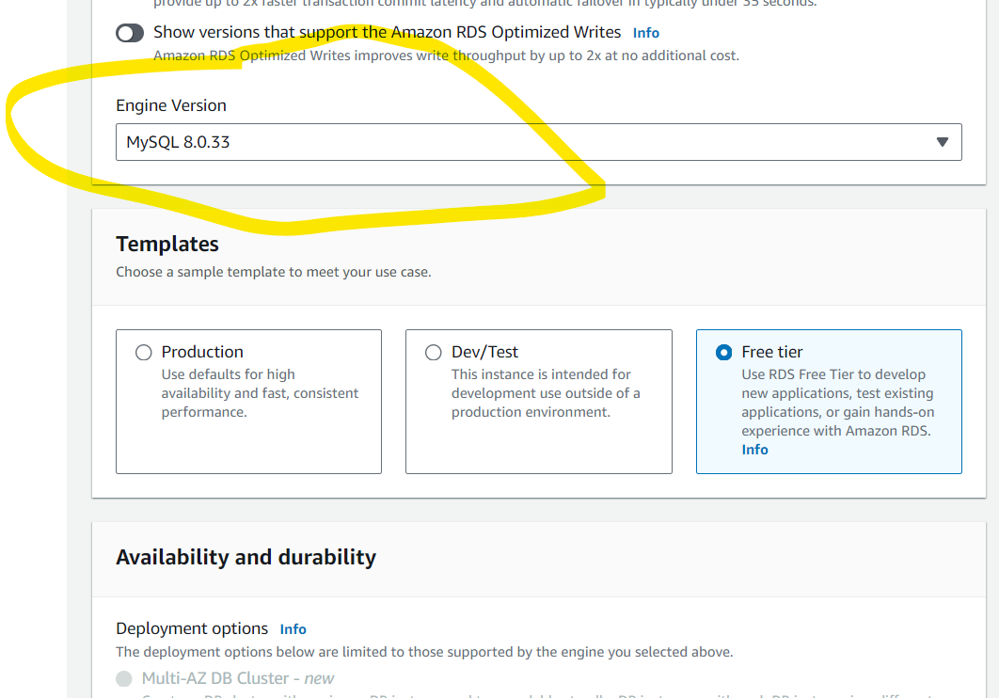 provide up to 2x faster transaction commit latency and automatic failover in typically under 35 seconds.
Show versions that support the Amazon RDS Optimized Writes Info
Amazon RDS Optimized Writes improves write throughput by up to 2x at no additional cost.
Engine Version
MySQL 8.0.33
Templates
Choose a sample template to meet your use case.
Production
Use defaults for high
availability and fast, consistent
performance.
Dev/Test
This instance is intended for
development use outside of a
production environment.
Free tier
Use RDS Free Tier to develop
new applications, test existing
applications, or gain hands-on
experience with Amazon RDS.
Info
Availability and durability
Deployment options Info
The deployment options below are limited to those supported by the engine you selected above.
Multi-AZ DB Cluster - new